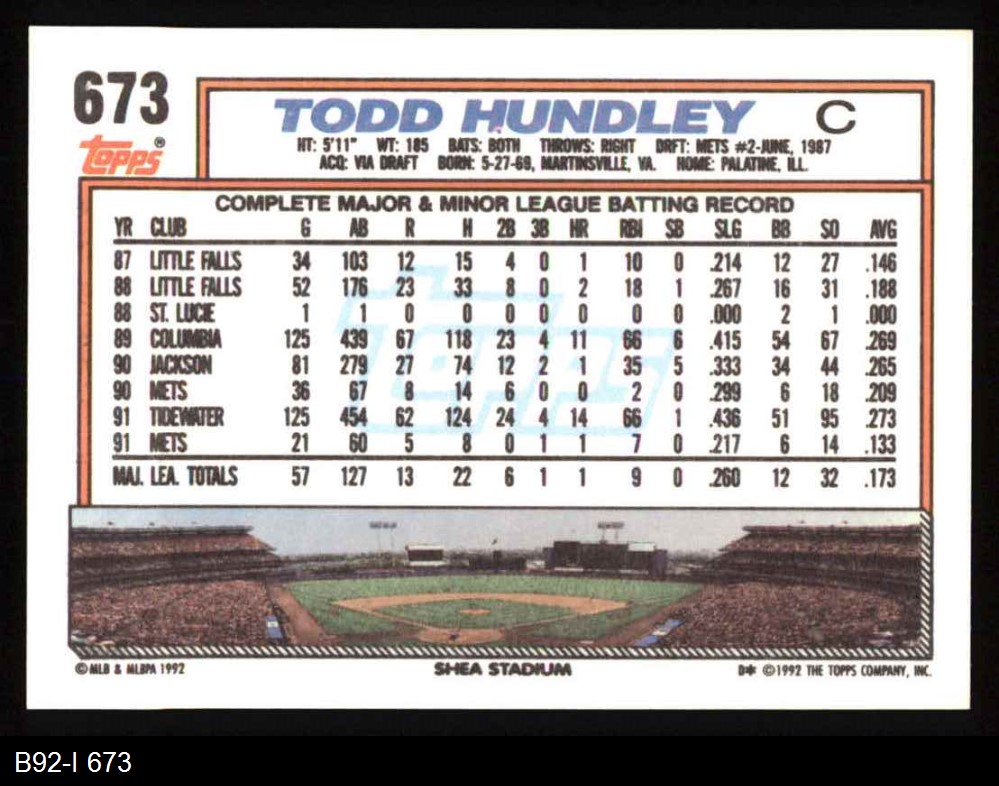 673
TODD HUNDLEY C
topps®
HT: 5'11" WT: 185 BATS: BOTH THROWS: RIGHT DRFT: METS #2-JUNE, 1987
ACQ: VIA DRAFT BORN: 5-27-69, MARTINSVILLE, VA. HOME: PALATINE, ILL.
COMPLETE MAJOR & MINOR LEAGUE BATTING RECORD
YR CLUB G AB R H 2B 3B HR RBI SB SLG BB SO AVG
87 LITTLE FALLS 34 103 12 15 4 0 1 10 0 .214 12 27 .146
88 LITTLE FALLS 52 176 23 33 8 0 2 18 1 .267 16 31 .188
88 ST. LUCIE 1 1 0 0 0 0 0 0 0 .000 2 1 .000
89 COLUMBIA 125 439 67 118 23 4 11 66 6 .415 54 67 .269
90 JACKSON 81 279 27 74 12 2 1 35 5 .333 34 44 .265
90 METS 36 67 8 14 6 0 0 2 0 .299 6 18 .209
91 TIDEWATER 125 454 62 124 24 4 14 66 1 .436 51 95 .273
91 METS 21 60 5 8 0 1 1 7 0 .217 6 14 .133
MAJ. LEA. TOTALS 57 127 13 22 6 1 1 9 0 .260 12 32 .173
topps
© MLB & MLBPA 1992 SHEA STADIUM D* ©1992 THE TOPPS COMPANY, INC.
B92-I 673